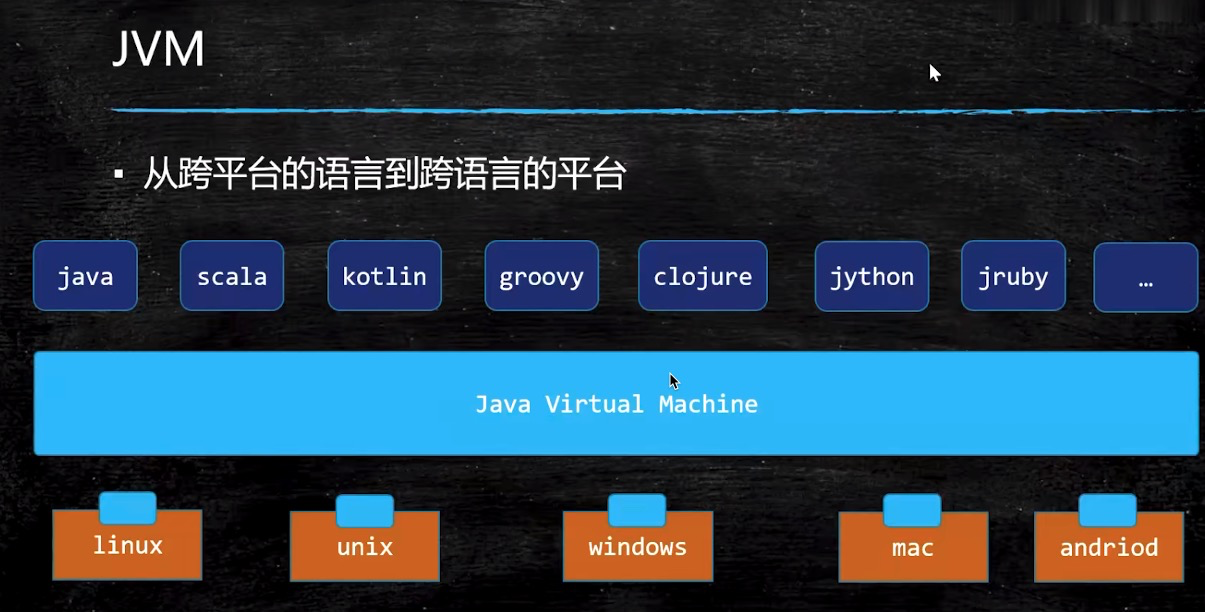 JVM
▪ 从跨平台的语言到跨语言的平台
java scala kotlin groovy clojure jython jruby …
Java Virtual Machine
linux unix windows mac andriod